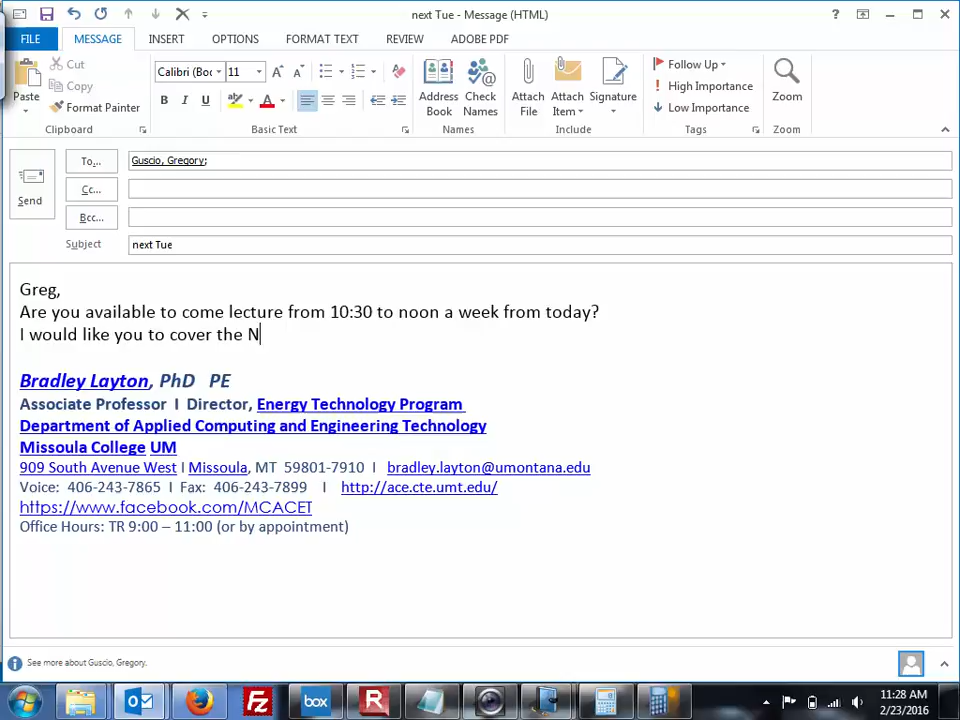 next Tue - Message (HTML)
FILE MESSAGE INSERT OPTIONS FORMAT TEXT REVIEW ADOBE PDF
Paste
Cut
Copy
Format Painter
Clipboard
Calibri (Boc 11
B I U A
Basic Text
Address Book
Check Names
Names
Attach File
Attach Item
Signature
Include
Follow Up
High Importance
Low Importance
Tags
Zoom
Zoom
Send
To... Guscio, Gregory;
Cc...
Bcc...
Subject next Tue
Greg,
Are you available to come lecture from 10:30 to noon a week from today?
I would like you to cover the N
Bradley Layton, PhD PE
Associate Professor I Director, Energy Technology Program
Department of Applied Computing and Engineering Technology
Missoula College UM
909 South Avenue West I Missoula, MT 59801-7910 I bradley.layton@umontana.edu
Voice: 406-243-7865 I Fax: 406-243-7899 I http://ace.cte.umt.edu/
https://www.facebook.com/MCACET
Office Hours: TR 9:00 – 11:00 (or by appointment)
See more about Guscio, Gregory.
box
11:28 AM
2/23/2016